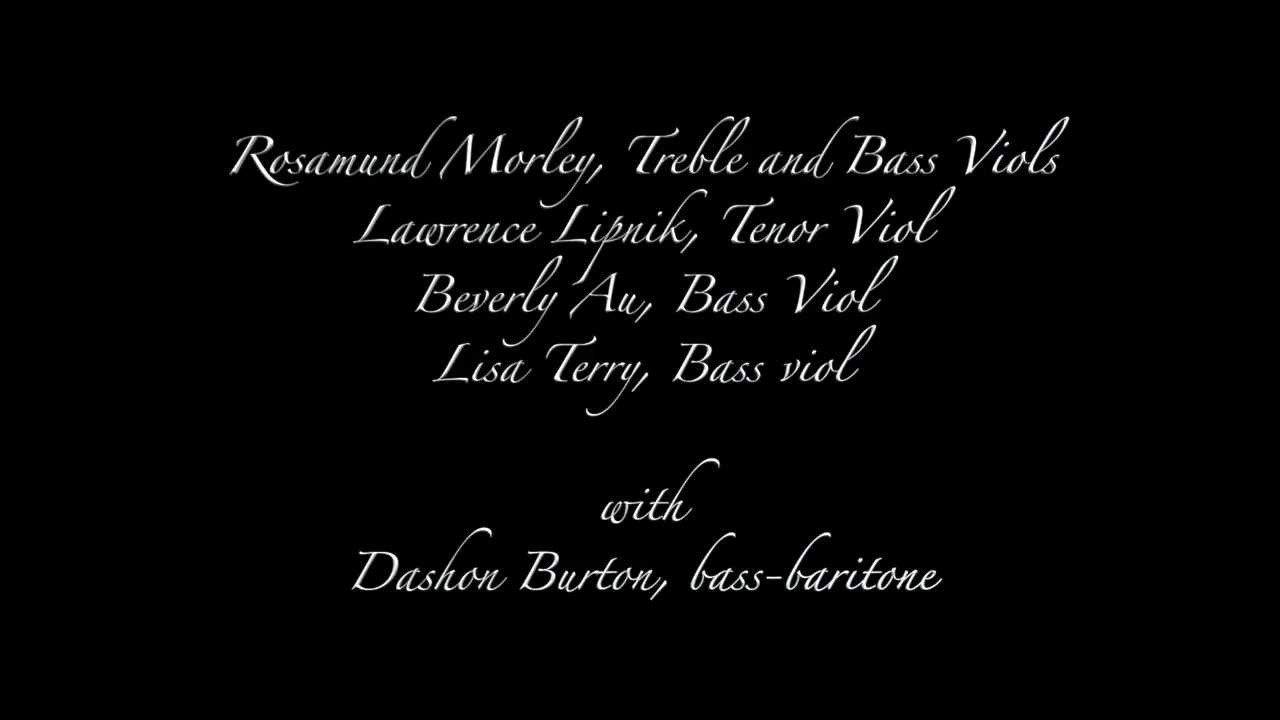 Rosamund Morley, Treble and Bass Viols
Lawrence Lipnik, Tenor Viol
Beverly Au, Bass Viol
Lisa Terry, Bass viol
with
Dashon Burton, bass-baritone